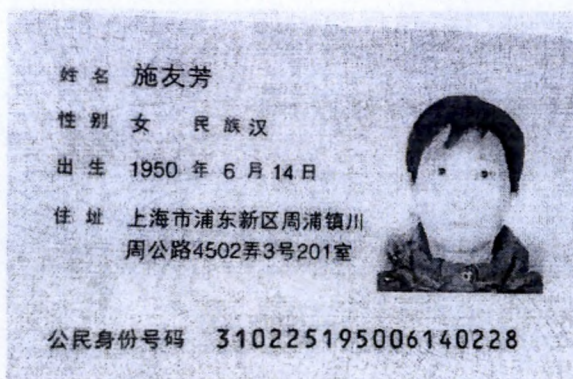 姓名 施友芳
性别 女 民族 汉
出生 1950 年 6 月 14 日
住址 上海市浦东新区周浦镇川
周公路4502弄3号201室
公民身份号码 310225195006140228